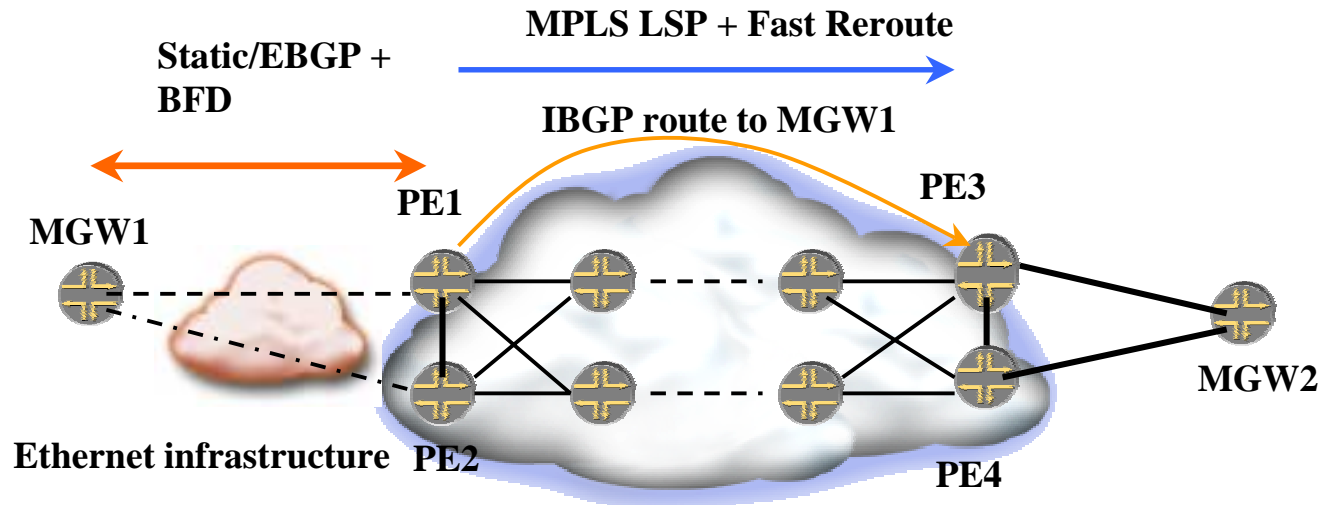 MPLS LSP + Fast Reroute
Static/EBGP +
BFD
IBGP route to MGW1
PE1
PE3
MGW1
MGW2
Ethernet infrastructure
PE2
PE4